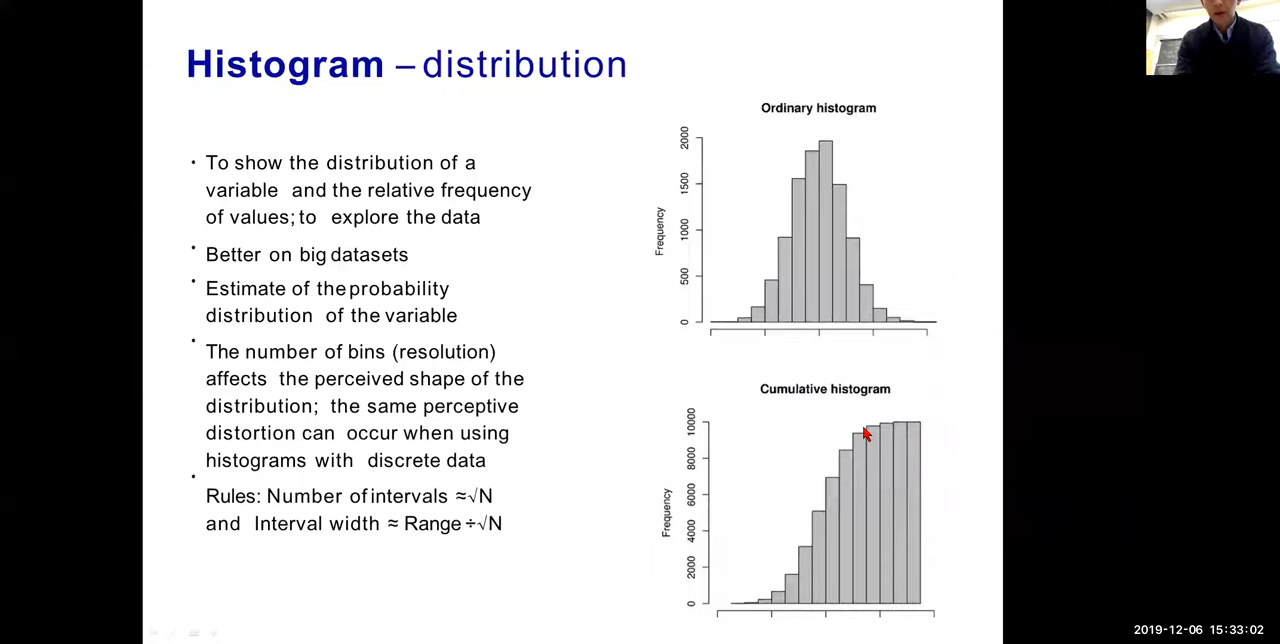 Histogram – distribution
• To show the distribution of a
variable and the relative frequency
of values; to explore the data
• Better on big datasets
• Estimate of the probability
distribution of the variable
• The number of bins (resolution)
affects the perceived shape of the
distribution; the same perceptive
distortion can occur when using
histograms with discrete data
• Rules: Number of intervals ≈√N
and Interval width ≈ Range ÷√N
Ordinary histogram
Frequency
2000
1500
1000
500
0
Cumulative histogram
Frequency
10000
8000
6000
4000
2000
0
2019-12-06 15:33:02